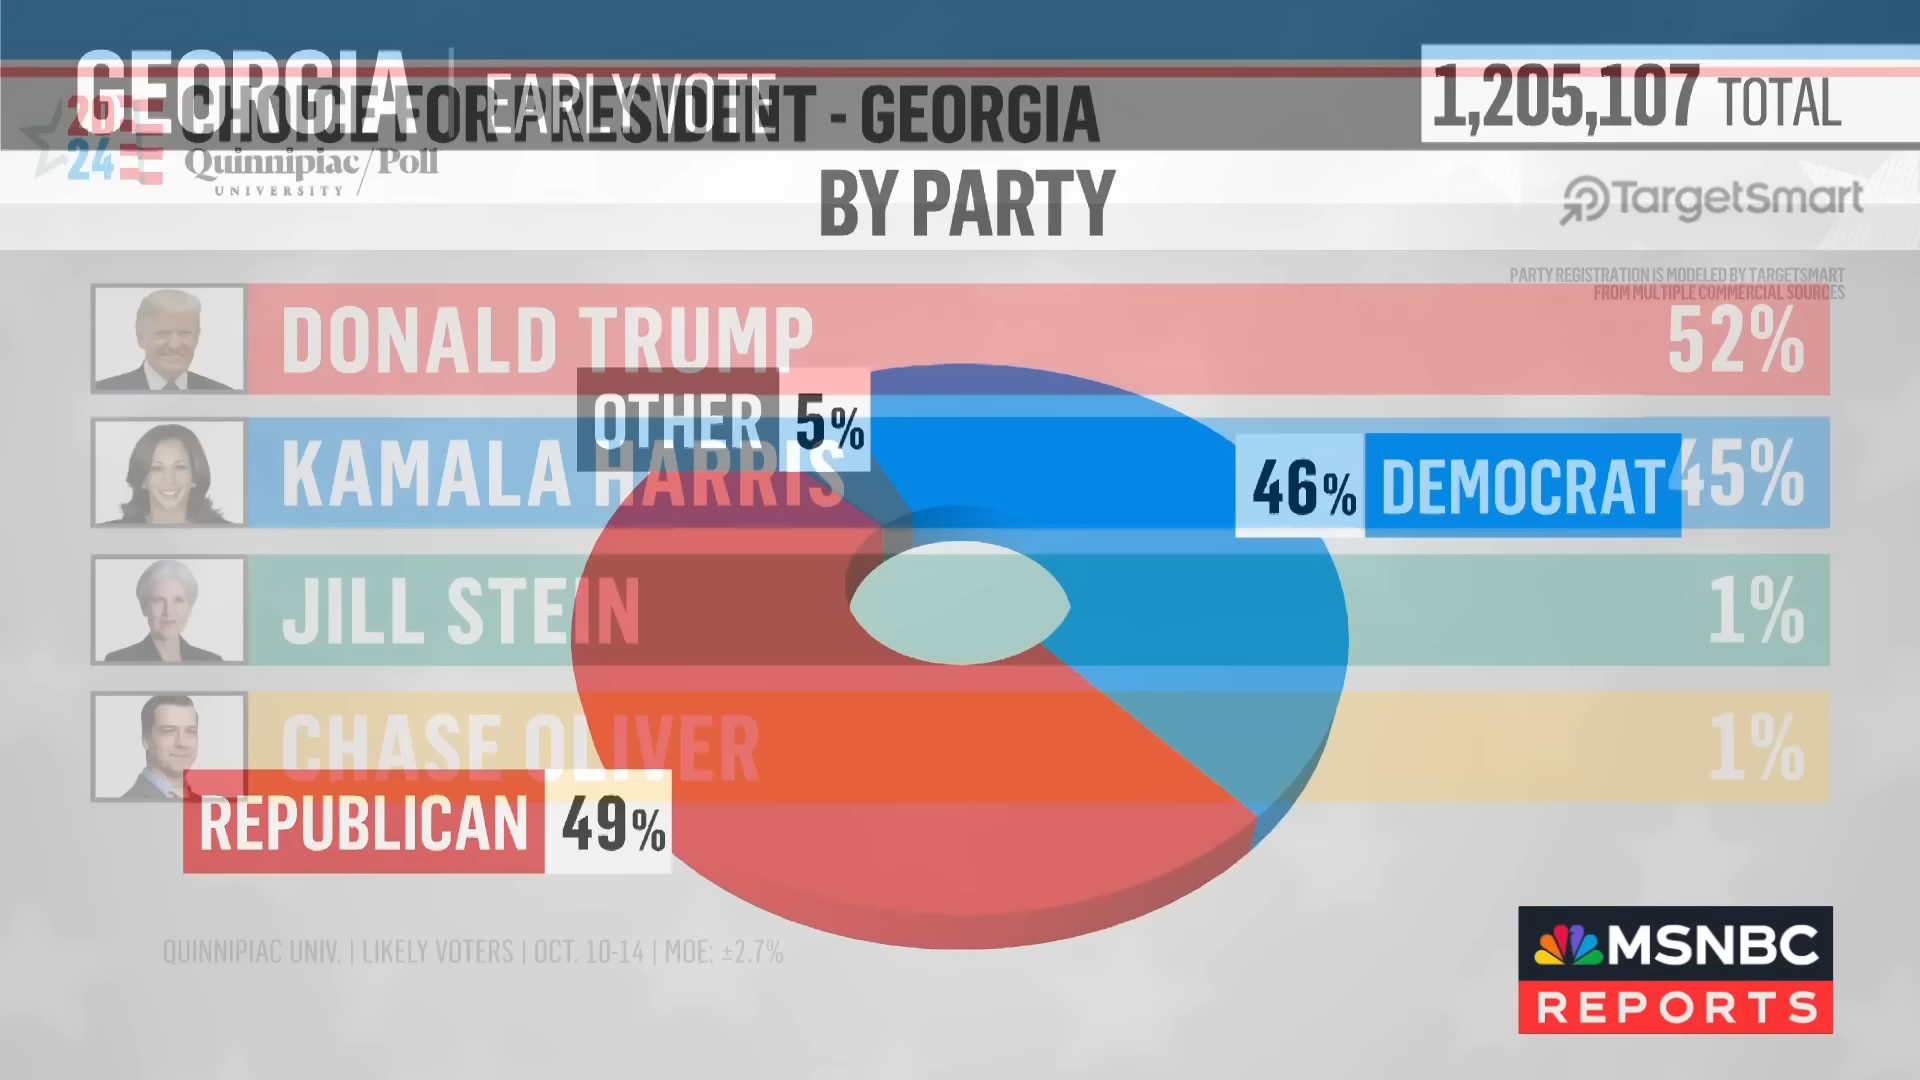 GEORGIA | EARLY VOTE
1,205,107 TOTAL
2024
CHOICE FOR PRESIDENT - GEORGIA
Quinnipiac/Poll
UNIVERSITY
BY PARTY
TargetSmart
PARTY REGISTRATION IS MODELED BY TARGETSMART
FROM MULTIPLE COMMERCIAL SOURCES
DONALD TRUMP 52%
OTHER 5%
KAMALA HARRIS 45%
46% DEMOCRAT
JILL STEIN 1%
CHASE OLIVER 1%
REPUBLICAN 49%
QUINNIPIAC UNIV. | LIKELY VOTERS | OCT. 10-14 | MOE: ±2.7%
MSNBC
REPORTS